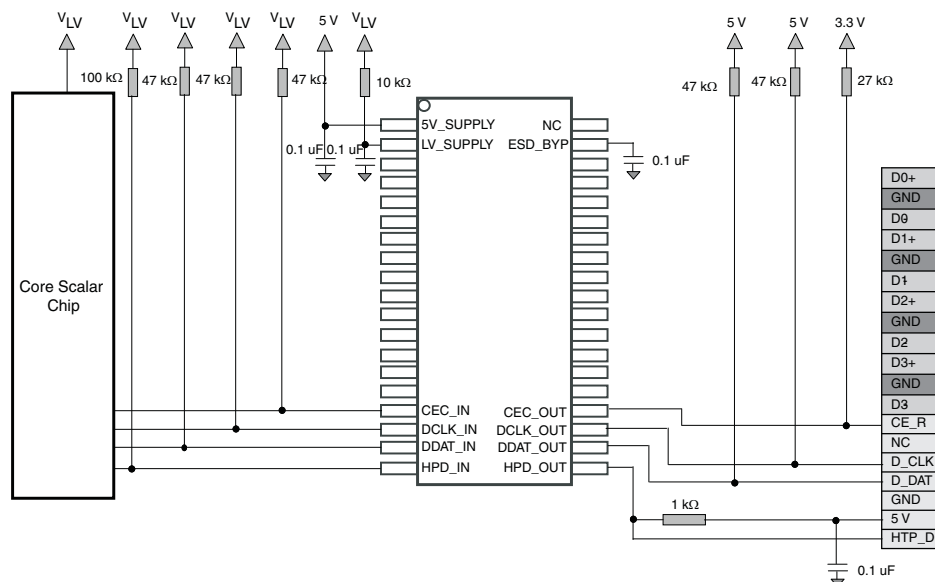 VLV VLV VLV VLV VLV 5 V VLV 5 V 5 V 3.3 V
100 kΩ 47 kΩ 47 kΩ 47 kΩ 10 kΩ 47 kΩ 47 kΩ 27 kΩ
5V_SUPPLY NC
LV_SUPPLY ESD_BYP
0.1 uF 0.1 uF 0.1 uF
Core Scalar
Chip
CEC_IN CEC_OUT
DCLK_IN DCLK_OUT
DDAT_IN DDAT_OUT
HPD_IN HPD_OUT
1 kΩ
0.1 uF
D0+
GND
D0
D1+
GND
D1
D2+
GND
D2
D3+
GND
D3
CE_R
NC
D_CLK
D_DAT
GND
5 V
HTP_D